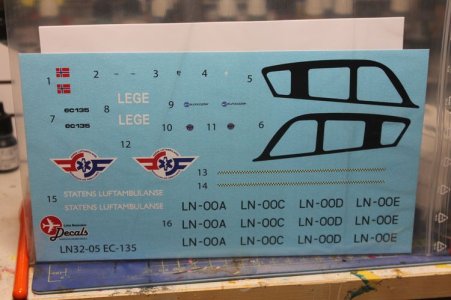 1 2 3 4 5
7 EC135 8 LEGE 9
EC135 LEGE 10 11 6
12
13
14
15 STATENS LUFTAMBULANSE
STATENS LUFTAMBULANSE
LN-OOA LN-OOC LN-OOD LN-OOE
16 LN-OOA LN-OOC LN-OOD LN-OOE
LN-OOA LN-OOC LN-OOD LN-OOE
Decals
LN32-05 EC-135